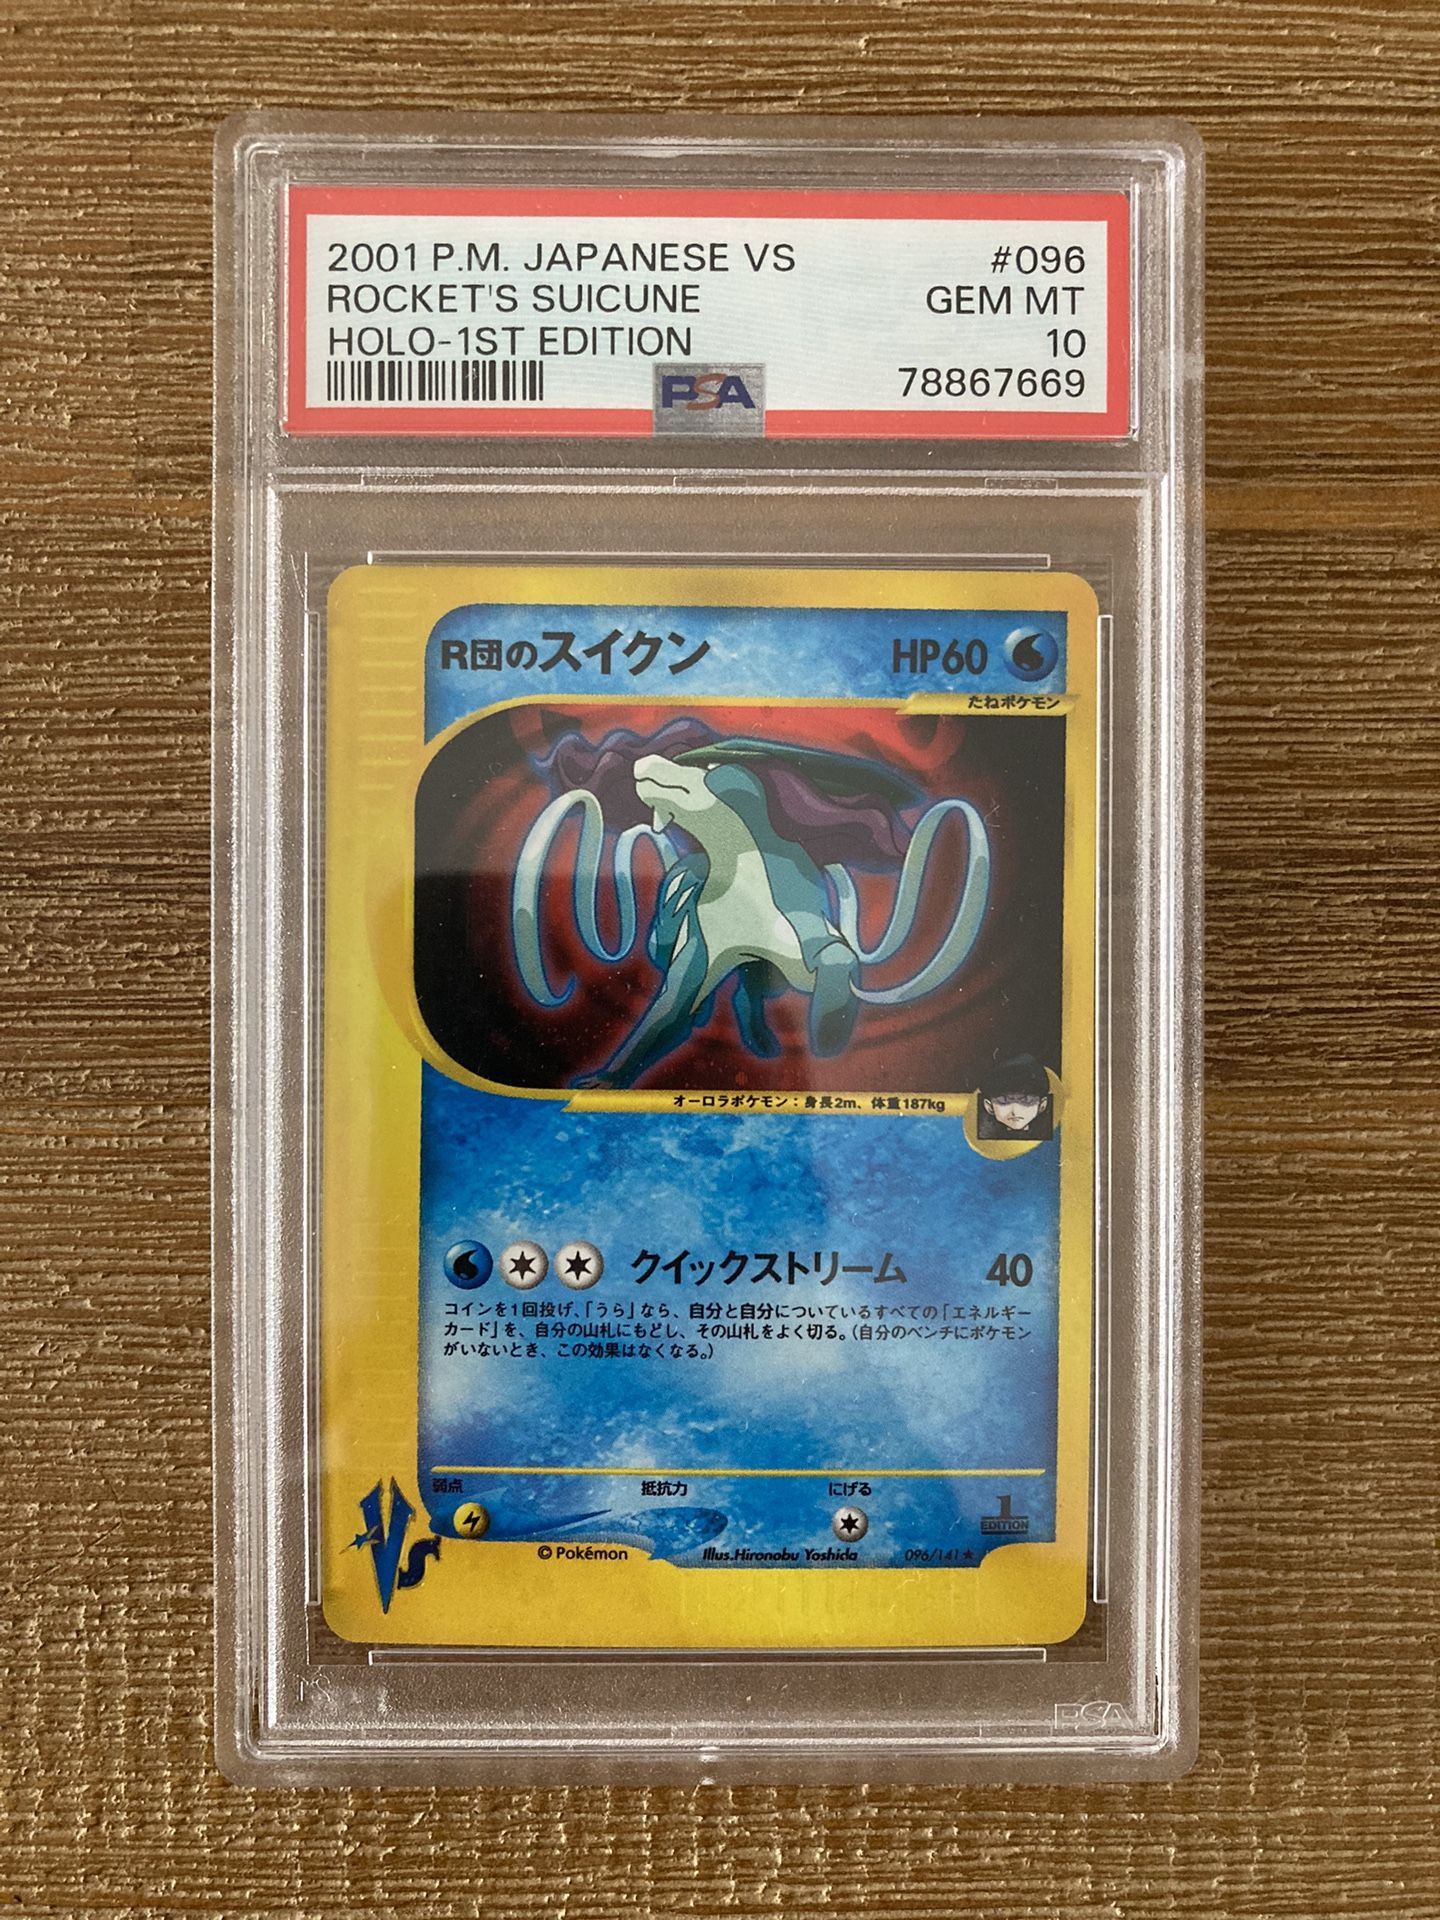 2001 P.M. JAPANESE VS #096
ROCKET'S SUICUNE GEM MT
HOLO-1ST EDITION 10
PSA 78867669
R団のスイクン HP60
たねポケモン
オーロラポケモン：身長2m、体重187kg
クイックストリーム 40
コインを1回投げ、「うら」なら、自分と自分についているすべての「エネルギー
カード」を、自分の山札にもどし、その山札をよく切る。（自分のベンチにポケモン
がいないとき、この効果はなくなる。）
弱点 抵抗力 にげる
1
EDITION
VS
©Pokémon Illus.Hironobu Yoshida 096/141★
PSA